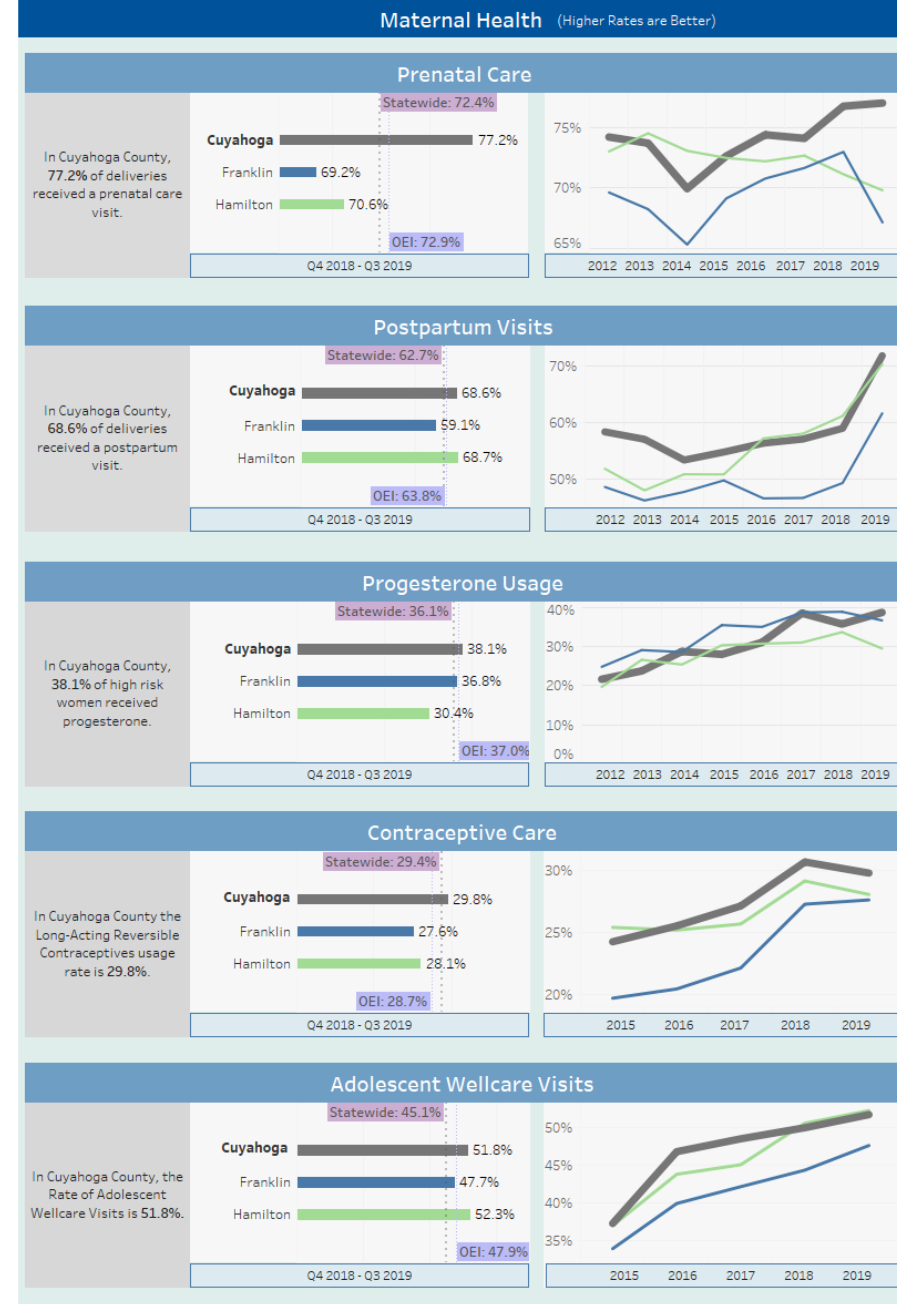 Maternal Health (Higher Rates are Better)
Prenatal Care
In Cuyahoga County,
77.2% of deliveries
received a prenatal care
visit.
Statewide: 72.4%
Cuyahoga 77.2%
Franklin 69.2%
Hamilton 70.6%
OEI: 72.9%
Q4 2018 - Q3 2019
75%
70%
65%
2012 2013 2014 2015 2016 2017 2018 2019
Postpartum Visits
In Cuyahoga County,
68.6% of deliveries
received a postpartum
visit.
Statewide: 62.7%
Cuyahoga 68.6%
Franklin 59.1%
Hamilton 68.7%
OEI: 63.8%
Q4 2018 - Q3 2019
70%
60%
50%
2012 2013 2014 2015 2016 2017 2018 2019
Progesterone Usage
In Cuyahoga County,
38.1% of high risk
women received
progesterone.
Statewide: 36.1%
Cuyahoga 38.1%
Franklin 36.8%
Hamilton 30.4%
OEI: 37.0%
Q4 2018 - Q3 2019
40%
30%
20%
10%
0%
2012 2013 2014 2015 2016 2017 2018 2019
Contraceptive Care
In Cuyahoga County the
Long-Acting Reversible
Contraceptives usage
rate is 29.8%.
Statewide: 29.4%
Cuyahoga 29.8%
Franklin 27.6%
Hamilton 28.1%
OEI: 28.7%
Q4 2018 - Q3 2019
30%
25%
20%
2015 2016 2017 2018 2019
Adolescent Wellcare Visits
In Cuyahoga County, the
Rate of Adolescent
Wellcare Visits is 51.8%.
Statewide: 45.1%
Cuyahoga 51.8%
Franklin 47.7%
Hamilton 52.3%
OEI: 47.9%
Q4 2018 - Q3 2019
50%
45%
40%
35%
2015 2016 2017 2018 2019